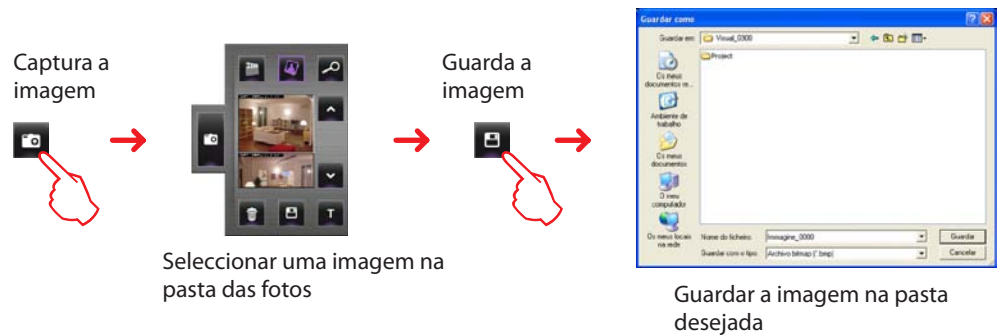 Captura a
imagem
Seleccionar uma imagem na
pasta das fotos
T
Guarda a
imagem
Guardar como
Guardar em:
Visual_0300
Project
Os meus
documentos re...
Ambiente de
trabalho
Os meus
documentos
O meu
computador
Os meus locais
na rede
Nome do ficheiro:
Immagine_0000
Guardar
Guardar com o tipo:
Archivo bitmap (*.bmp)
Cancelar
Guardar a imagem na pasta
desejada